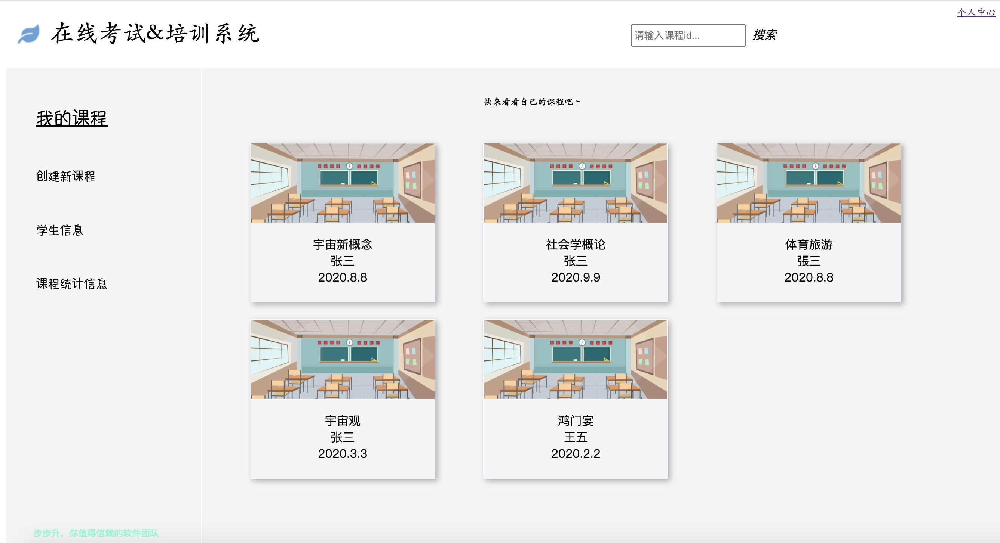 个人中心
在线考试&培训系统
请输入课程id...
搜索
我的课程
创建新课程
学生信息
课程统计信息
快来看看自己的课程吧~
宇宙新概念
张三
2020.8.8
社会学概论
张三
2020.9.9
体育旅游
張三
2020.8.8
宇宙观
张三
2020.3.3
鸿门宴
王五
2020.2.2
步步升，你值得信赖的软件团队